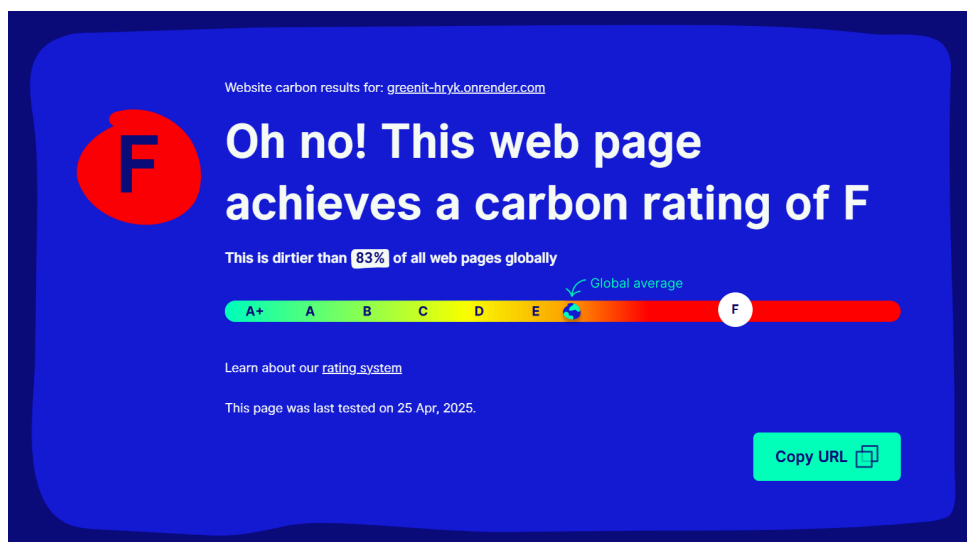 Website carbon results for: greenit-hryk.onrender.com
F
Oh no! This web page
achieves a carbon rating of F
This is dirtier than 83% of all web pages globally
Global average
A+ A B C D E F
Learn about our rating system
This page was last tested on 25 Apr, 2025.
Copy URL